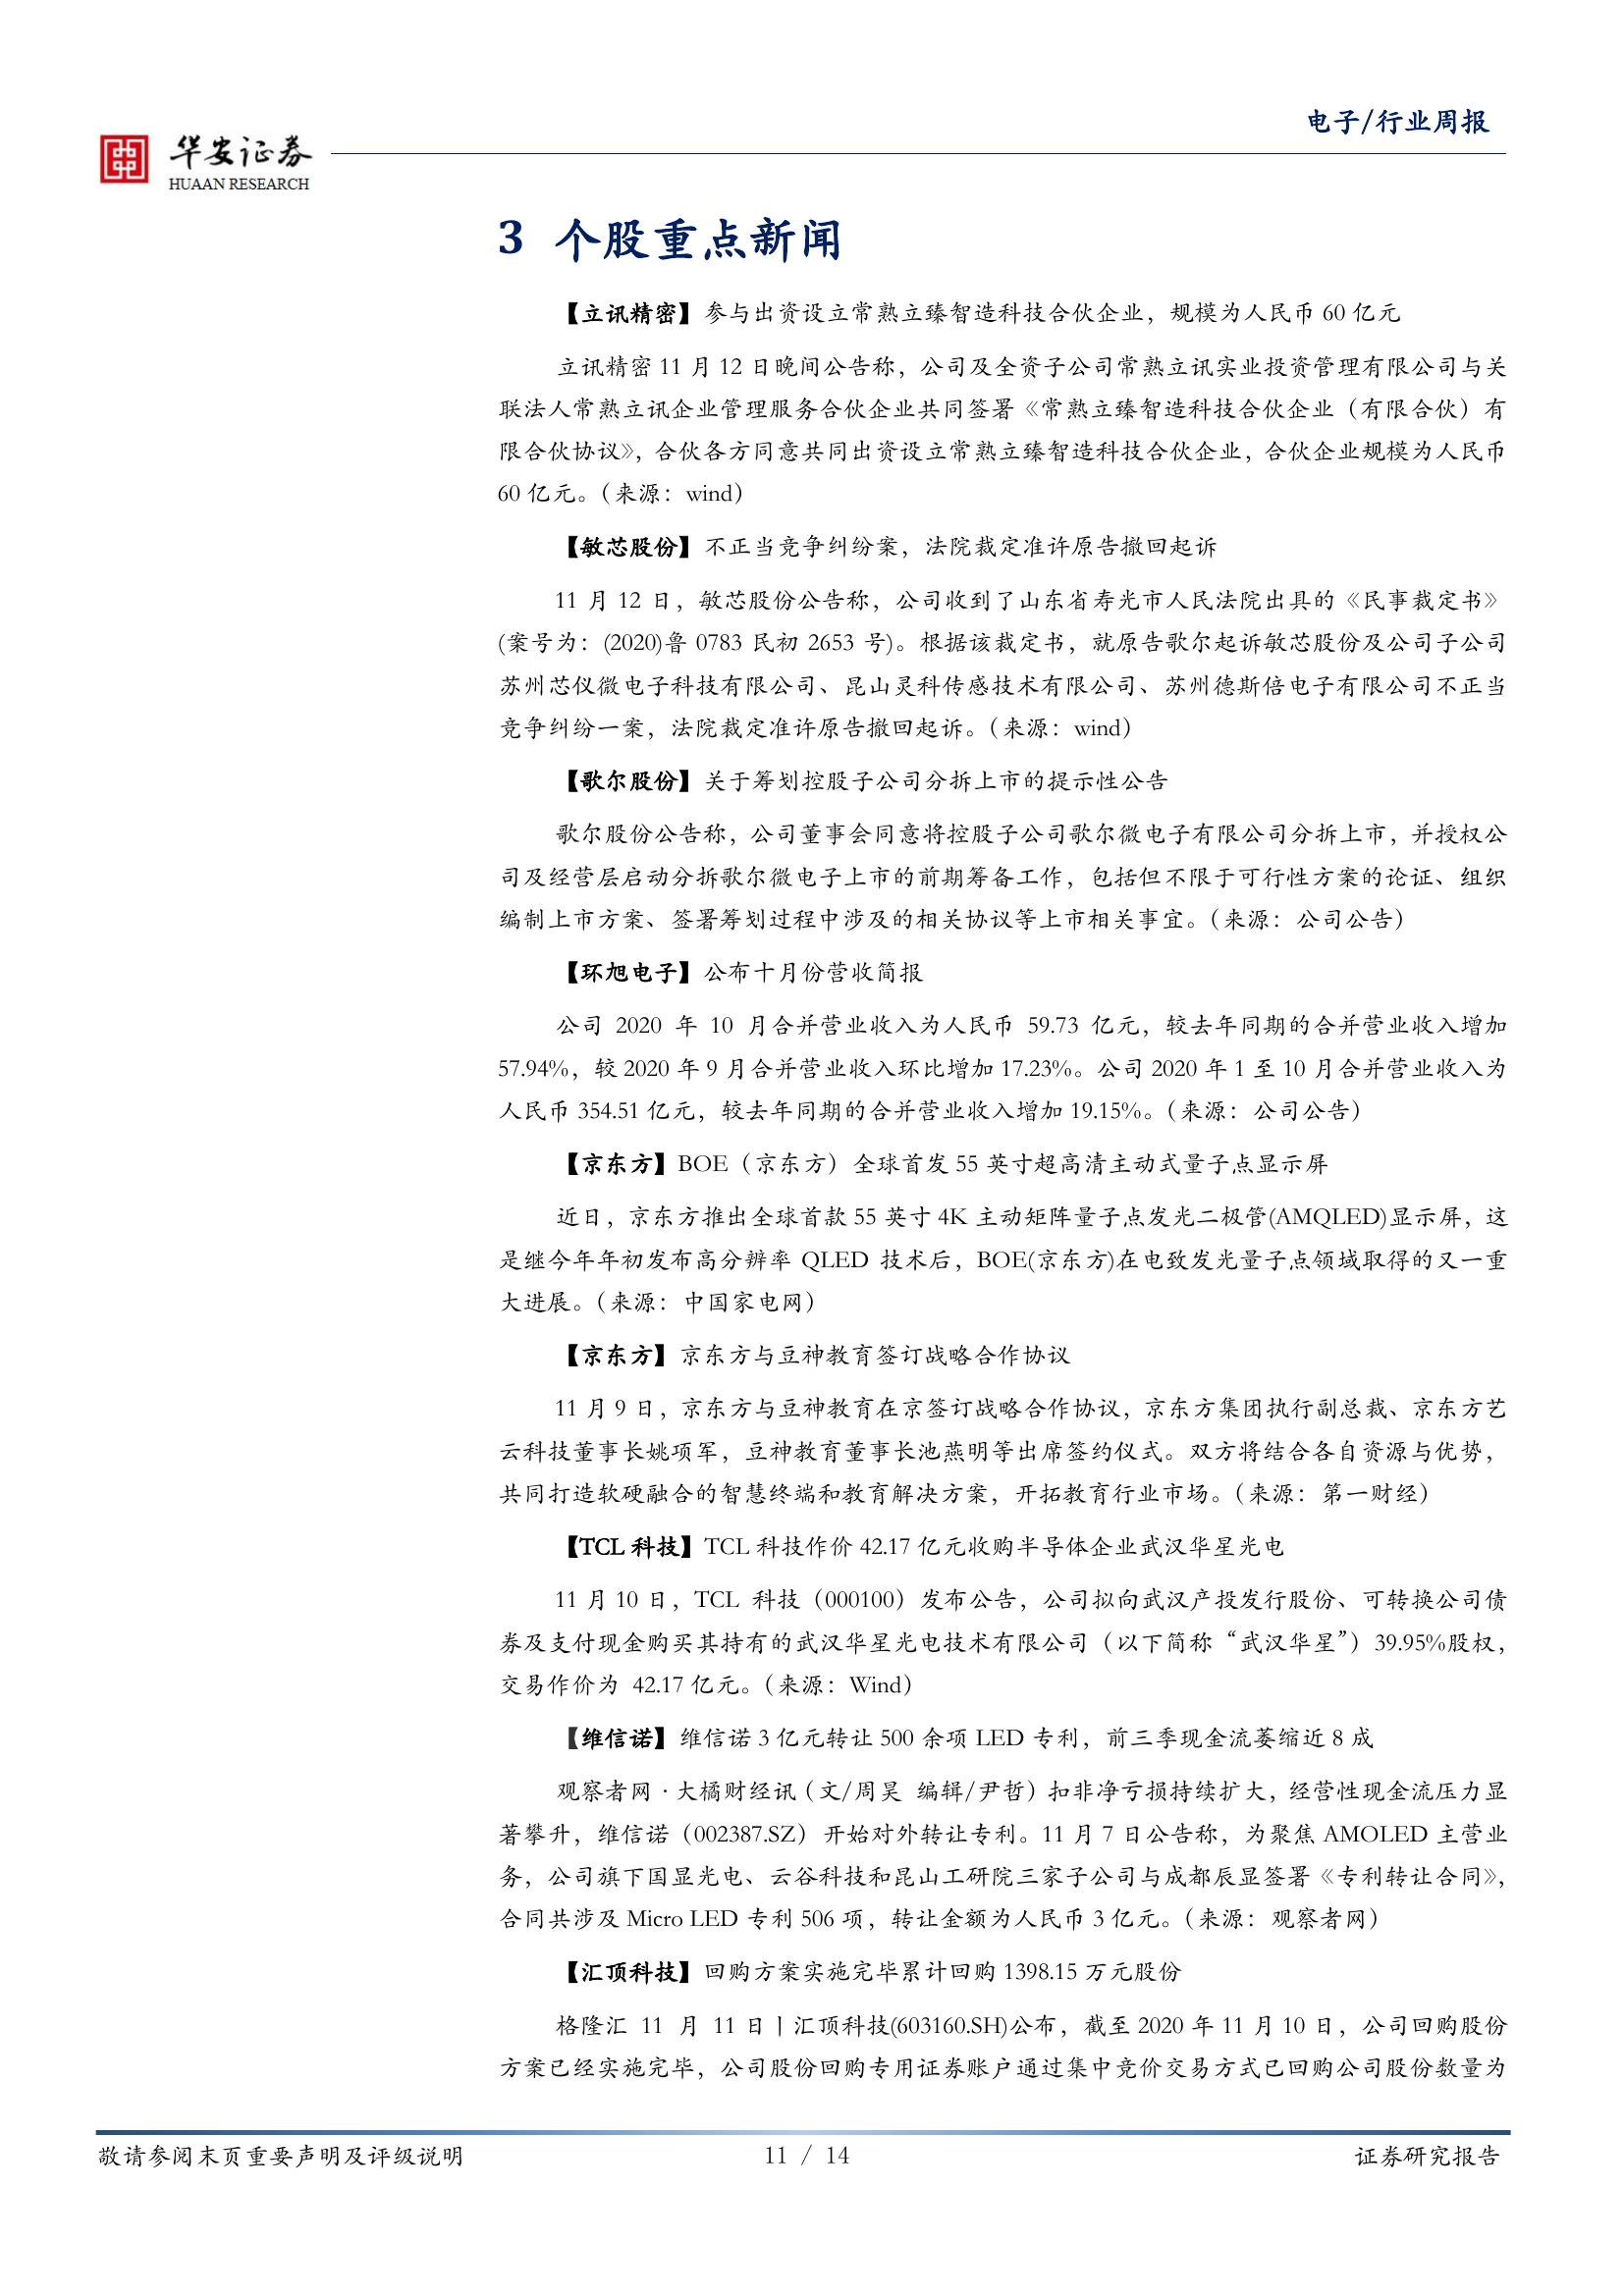 电子/行业周报
华安证券
HUAAN RESEARCH
3 个股重点新闻
【立讯精密】参与出资设立常熟立臻智造科技合伙企业，规模为人民币 60 亿元
立讯精密 11 月 12 日晚间公告称，公司及全资子公司常熟立讯实业投资管理有限公司与关
联法人常熟立讯企业管理服务合伙企业共同签署《常熟立臻智造科技合伙企业（有限合伙）有
限合伙协议》，合伙各方同意共同出资设立常熟立臻智造科技合伙企业，合伙企业规模为人民币
60 亿元。（来源：wind）
【敏芯股份】不正当竞争纠纷案，法院裁定准许原告撤回起诉
11 月 12 日，敏芯股份公告称，公司收到了山东省寿光市人民法院出具的《民事裁定书》
(案号为：(2020)鲁 0783 民初 2653 号)。根据该裁定书，就原告歌尔起诉敏芯股份及公司子公司
苏州芯仪微电子科技有限公司、昆山灵科传感技术有限公司、苏州德斯倍电子有限公司不正当
竞争纠纷一案，法院裁定准许原告撤回起诉。（来源：wind）
【歌尔股份】关于筹划控股子公司分拆上市的提示性公告
歌尔股份公告称，公司董事会同意将控股子公司歌尔微电子有限公司分拆上市，并授权公
司及经营层启动分拆歌尔微电子上市的前期筹备工作，包括但不限于可行性方案的论证、组织
编制上市方案、签署筹划过程中涉及的相关协议等上市相关事宜。（来源：公司公告）
【环旭电子】公布十月份营收简报
公司 2020 年 10 月合并营业收入为人民币 59.73 亿元，较去年同期的合并营业收入增加
57.94%，较 2020 年 9 月合并营业收入环比增加 17.23%。公司 2020 年 1 至 10 月合并营业收入为
人民币 354.51 亿元，较去年同期的合并营业收入增加 19.15%。（来源：公司公告）
【京东方】BOE（京东方）全球首发 55 英寸超高清主动式量子点显示屏
近日，京东方推出全球首款 55 英寸 4K 主动矩阵量子点发光二极管(AMQLED)显示屏，这
是继今年年初发布高分辨率 QLED 技术后，BOE(京东方)在电致发光量子点领域取得的又一重
大进展。（来源：中国家电网）
【京东方】京东方与豆神教育签订战略合作协议
11 月 9 日，京东方与豆神教育在京签订战略合作协议，京东方集团执行副总裁、京东方艺
云科技董事长姚项军，豆神教育董事长池燕明等出席签约仪式。双方将结合各自资源与优势，
共同打造软硬融合的智慧终端和教育解决方案，开拓教育行业市场。（来源：第一财经）
【TCL 科技】TCL 科技作价 42.17 亿元收购半导体企业武汉华星光电
11 月 10 日，TCL 科技（000100）发布公告，公司拟向武汉产投发行股份、可转换公司债
券及支付现金购买其持有的武汉华星光电技术有限公司（以下简称“武汉华星”）39.95%股权，
交易作价为 42.17 亿元。（来源：Wind）
【维信诺】维信诺 3 亿元转让 500 余项 LED 专利，前三季现金流萎缩近 8 成
观察者网·大橘财经讯（文/周昊 编辑/尹哲）扣非净亏损持续扩大，经营性现金流压力显
著攀升，维信诺（002387.SZ）开始对外转让专利。11 月 7 日公告称，为聚焦 AMOLED 主营业
务，公司旗下国显光电、云谷科技和昆山工研院三家子公司与成都辰显签署《专利转让合同》，
合同共涉及 Micro LED 专利 506 项，转让金额为人民币 3 亿元。（来源：观察者网）
【汇顶科技】回购方案实施完毕累计回购 1398.15 万元股份
格隆汇 11 月 11 日丨汇顶科技(603160.SH)公布，截至 2020 年 11 月 10 日，公司回购股份
方案已经实施完毕，公司股份回购专用证券账户通过集中竞价交易方式已回购公司股份数量为
敬请参阅末页重要声明及评级说明
11 / 14
证券研究报告